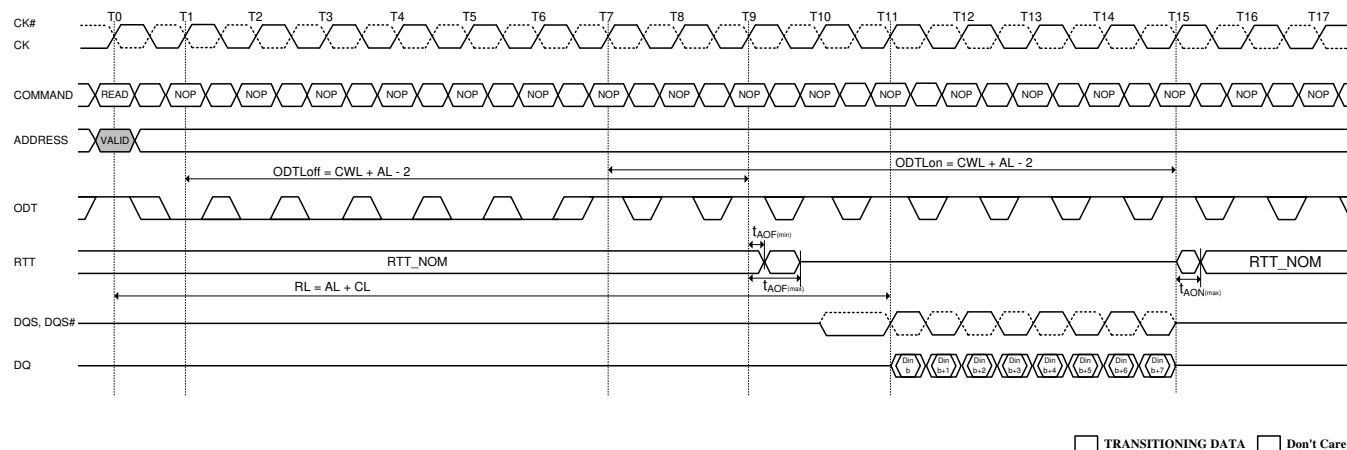 CK#
CK
T0 T1 T2 T3 T4 T5 T6 T7 T8 T9 T10 T11 T12 T13 T14 T15 T16 T17
COMMAND READ NOP NOP NOP NOP NOP NOP NOP NOP NOP NOP NOP NOP NOP NOP NOP NOP NOP
ADDRESS VALID
ODTLoff = CWL + AL - 2
ODTLon = CWL + AL - 2
ODT
tAOF(min)
RTT RTT_NOM RTT_NOM
tAOF(max)
tAON(max)
RL = AL + CL
DQS, DQS#
DQ Din b Din b+1 Din b+2 Din b+3 Din b+4 Din b+5 Din b+6 Din b+7
TRANSITIONING DATA Don't Care